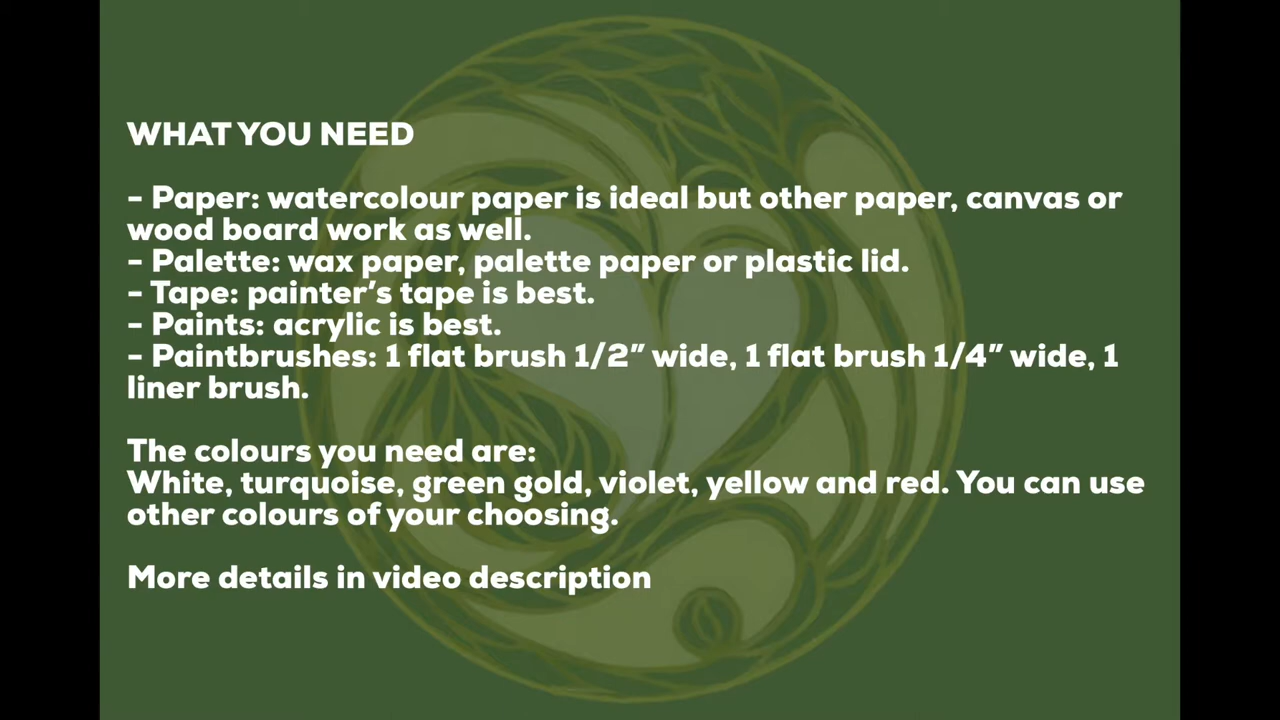 WHAT YOU NEED
- Paper: watercolour paper is ideal but other paper, canvas or
wood board work as well.
- Palette: wax paper, palette paper or plastic lid.
- Tape: painter’s tape is best.
- Paints: acrylic is best.
- Paintbrushes: 1 flat brush 1/2” wide, 1 flat brush 1/4” wide, 1
liner brush.
The colours you need are:
White, turquoise, green gold, violet, yellow and red. You can use
other colours of your choosing.
More details in video description